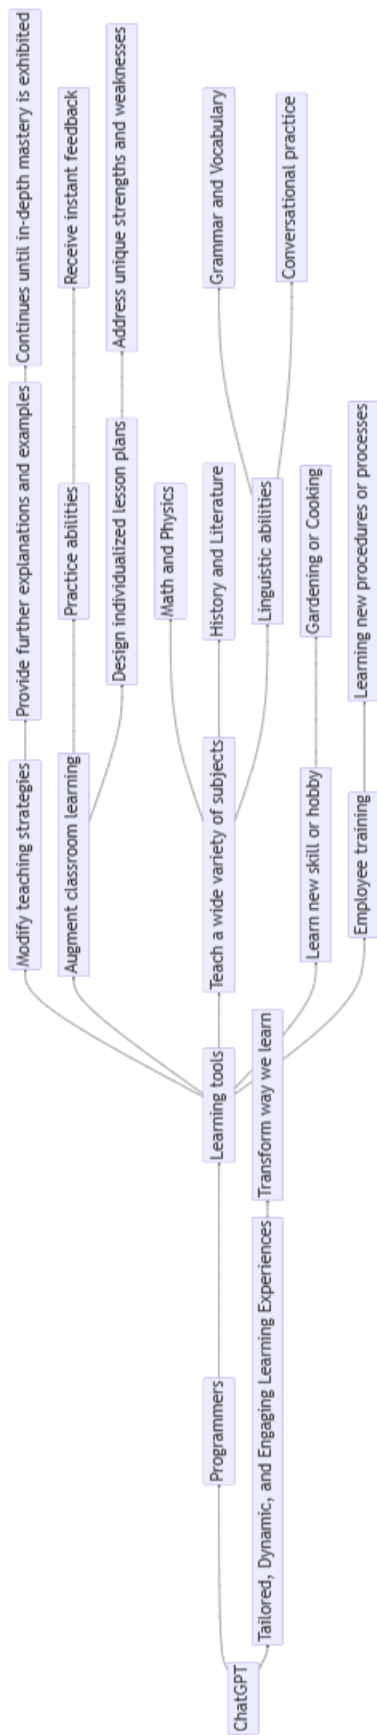 ChatGPT
Programmers
Tailored, Dynamic, and Engaging Learning Experiences
Learning tools
Transform way we learn
Modify teaching strategies
Provide further explanations and examples
Continues until in-depth mastery is exhibited
Augment classroom learning
Practice abilities
Receive instant feedback
Design individualized lesson plans
Address unique strengths and weaknesses
Teach a wide variety of subjects
Math and Physics
History and Literature
Linguistic abilities
Grammar and Vocabulary
Conversational practice
Learn new skill or hobby
Gardening or Cooking
Employee training
Learning new procedures or processes